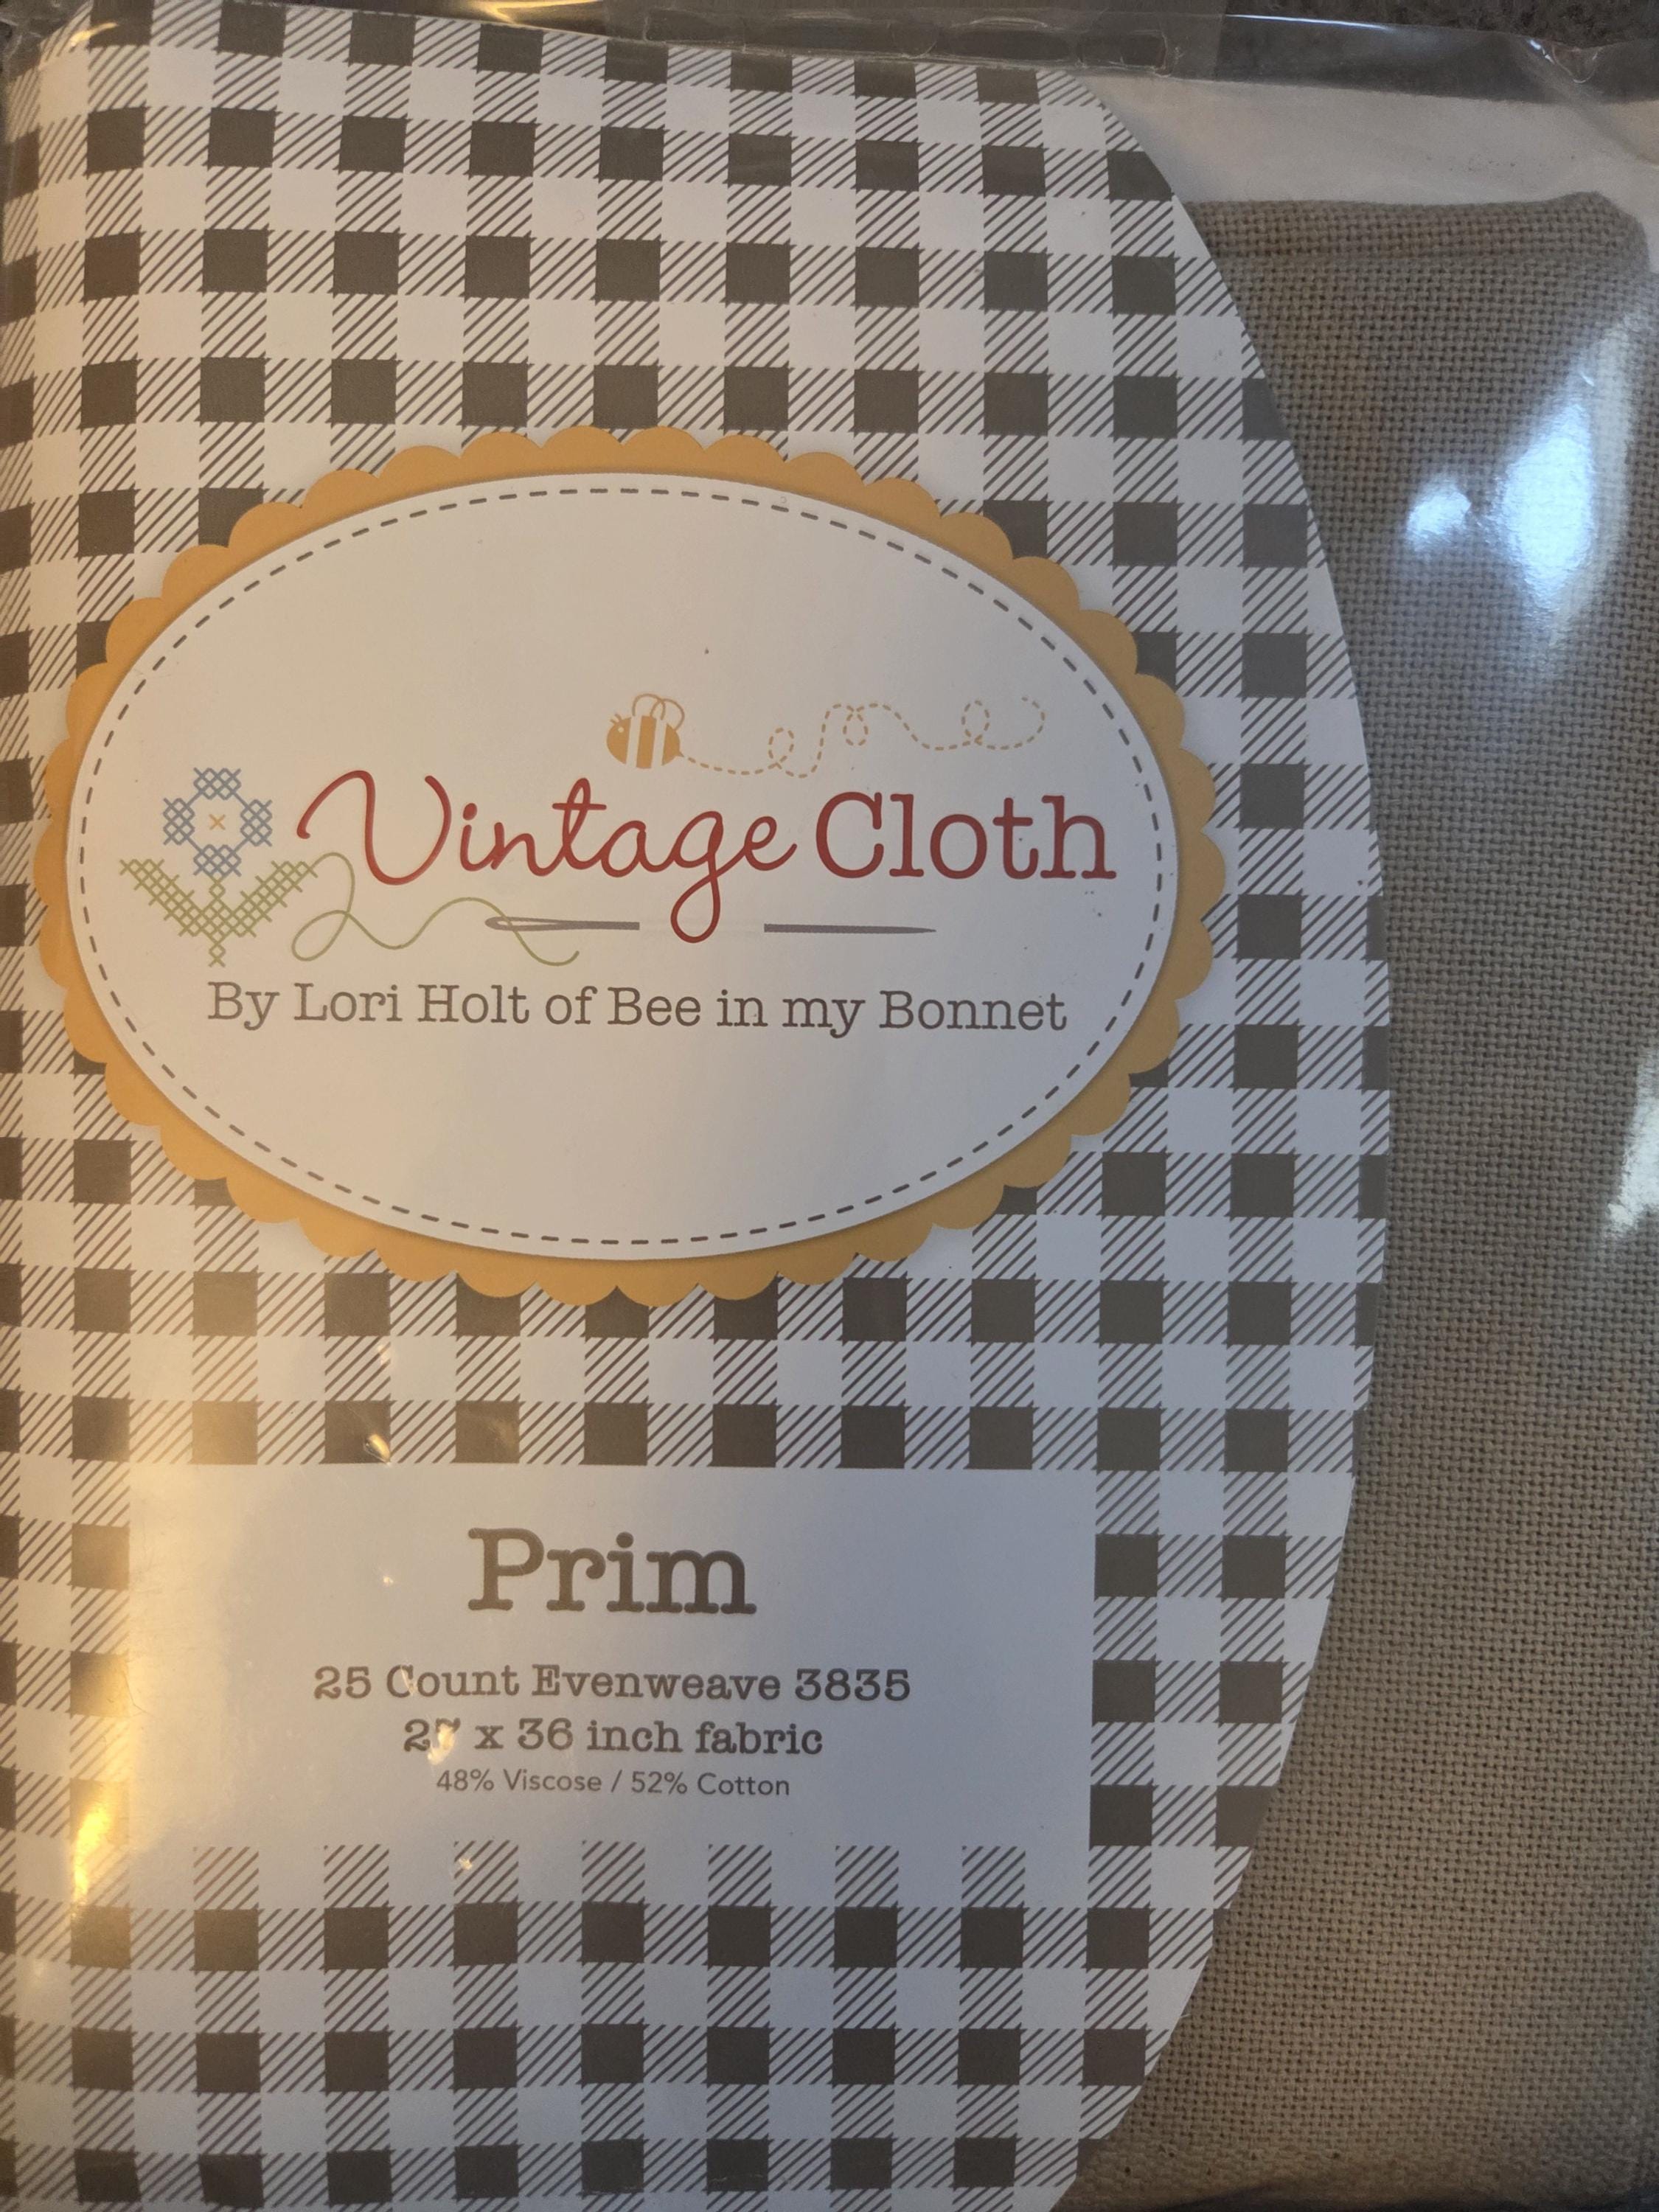 Vintage Cloth
By Lori Holt of Bee in my Bonnet
Prim
25 Count Evenweave 3835
27 x 36 inch fabric
48% Viscose / 52% Cotton